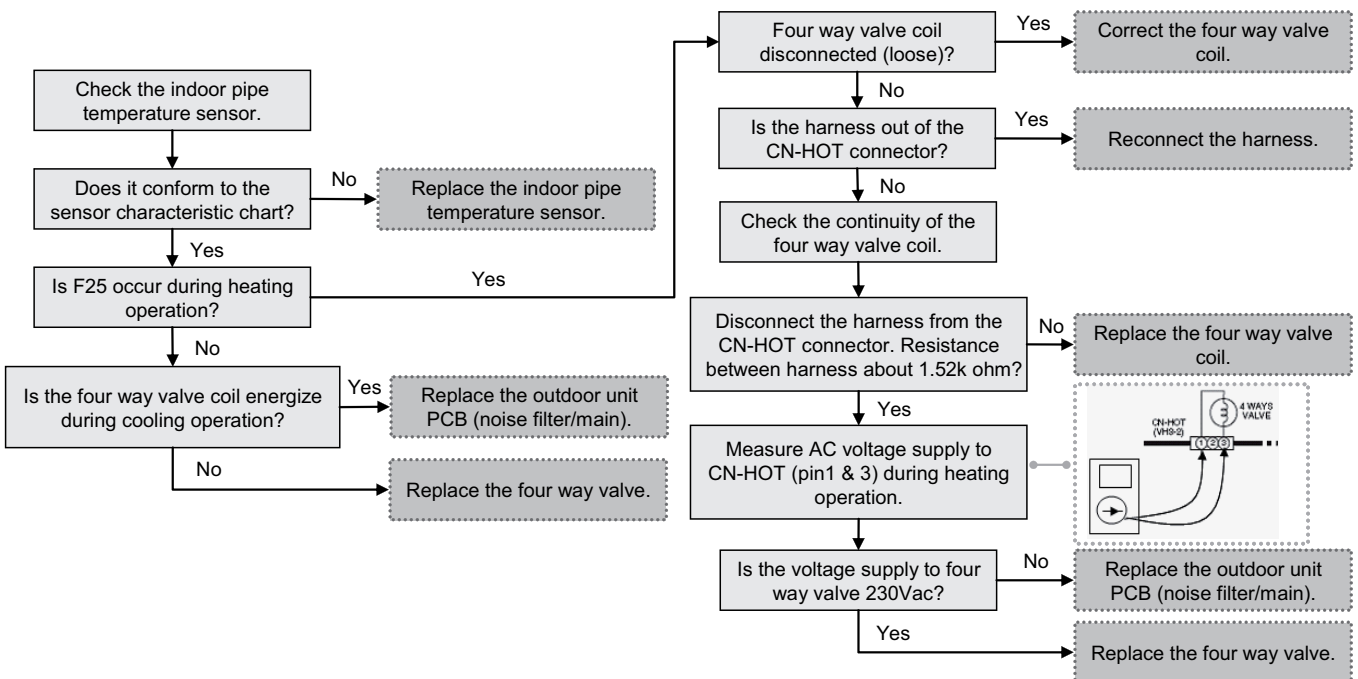 Check the indoor pipe
temperature sensor.
Does it conform to the
sensor characteristic chart?
No
Replace the indoor pipe
temperature sensor.
Yes
Is F25 occur during heating
operation?
Yes
No
Is the four way valve coil energize
during cooling operation?
Yes
Replace the outdoor unit
PCB (noise filter/main).
No
Replace the four way valve.
Four way valve coil
disconnected (loose)?
Yes
Correct the four way valve
coil.
No
Is the harness out of the
CN-HOT connector?
Yes
Reconnect the harness.
No
Check the continuity of the
four way valve coil.
Disconnect the harness from the
CN-HOT connector. Resistance
between harness about 1.52k ohm?
No
Replace the four way valve
coil.
Yes
Measure AC voltage supply to
CN-HOT (pin1 & 3) during heating
operation.
4 WAYS
VALVE
CN-HOT
(VH9-2)
1 2 3
Is the voltage supply to four
way valve 230Vac?
No
Replace the outdoor unit
PCB (noise filter/main).
Yes
Replace the four way valve.